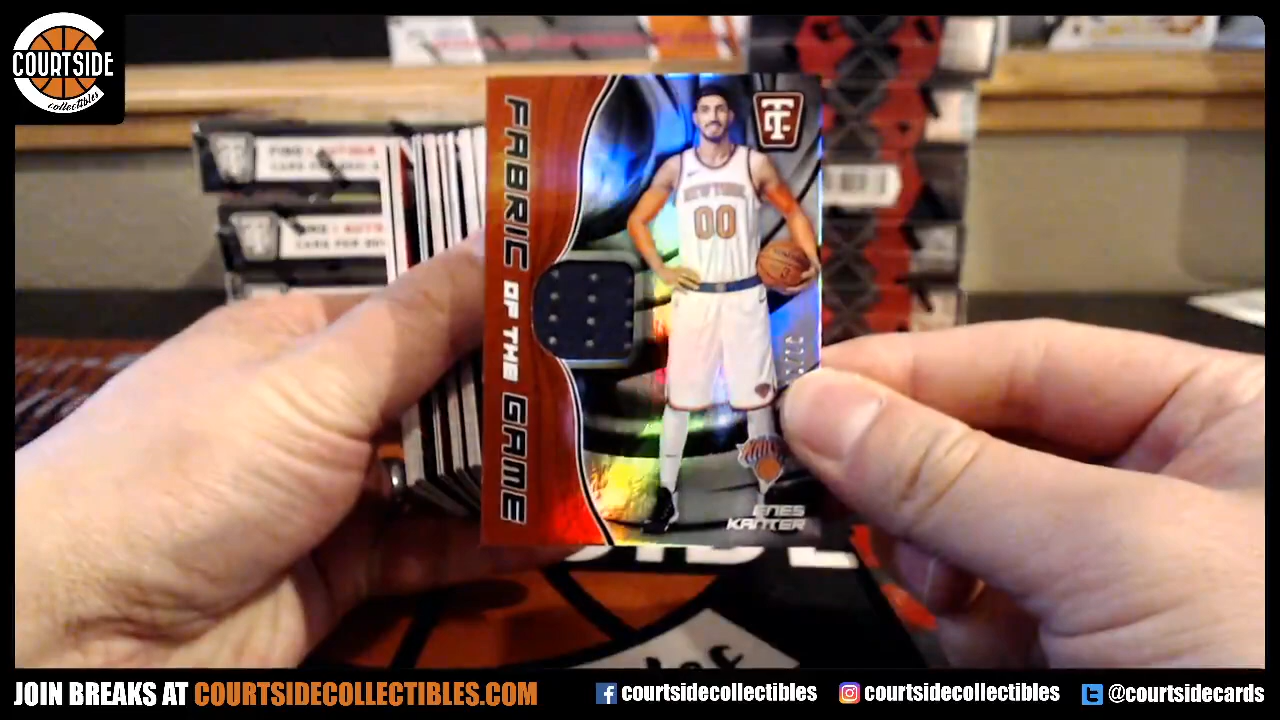 COURTSIDE
collectibles
FABRIC OF THE GAME
NEW YORK
00
ENES
KANTER
JOIN BREAKS AT COURTSIDECOLLECTIBLES.COM
courtsidecollectibles
courtsidecollectibles
@courtsidecards